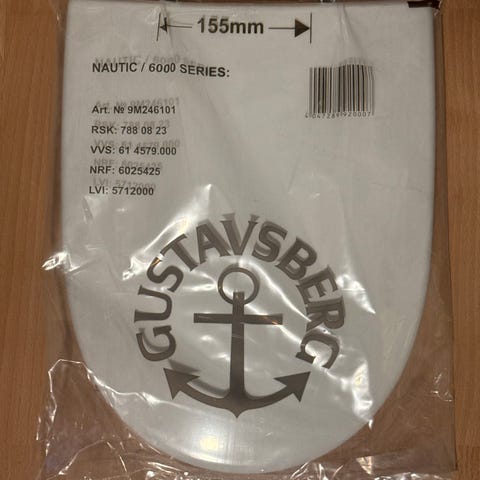 155mm
NAUTIC / 6000 SERIES:
Art. № 9M246101
RSK: 788 08 23
VVS: 61 4579.000
NRF: 6025425
LVI: 5712000
4047289920007
GUSTAVSBERG